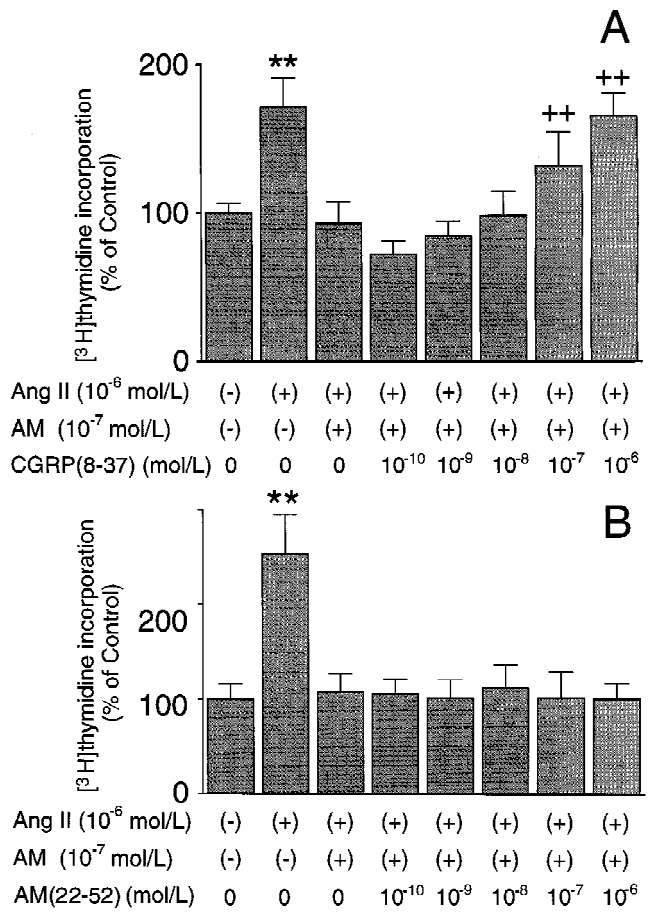 A
200
**
++
++
100
0
[³H]thymidine incorporation
(% of Control)
Ang II (10⁻⁶ mol/L) (-) (+) (+) (+) (+) (+) (+) (+)
AM (10⁻⁷ mol/L) (-) (-) (+) (+) (+) (+) (+) (+)
CGRP(8-37) (mol/L) 0 0 0 10⁻¹⁰ 10⁻⁹ 10⁻⁸ 10⁻⁷ 10⁻⁶
B
**
200
100
0
[³H]thymidine incorporation
(% of Control)
Ang II (10⁻⁶ mol/L) (-) (+) (+) (+) (+) (+) (+) (+)
AM (10⁻⁷ mol/L) (-) (-) (+) (+) (+) (+) (+) (+)
AM(22-52) (mol/L) 0 0 0 10⁻¹⁰ 10⁻⁹ 10⁻⁸ 10⁻⁷ 10⁻⁶